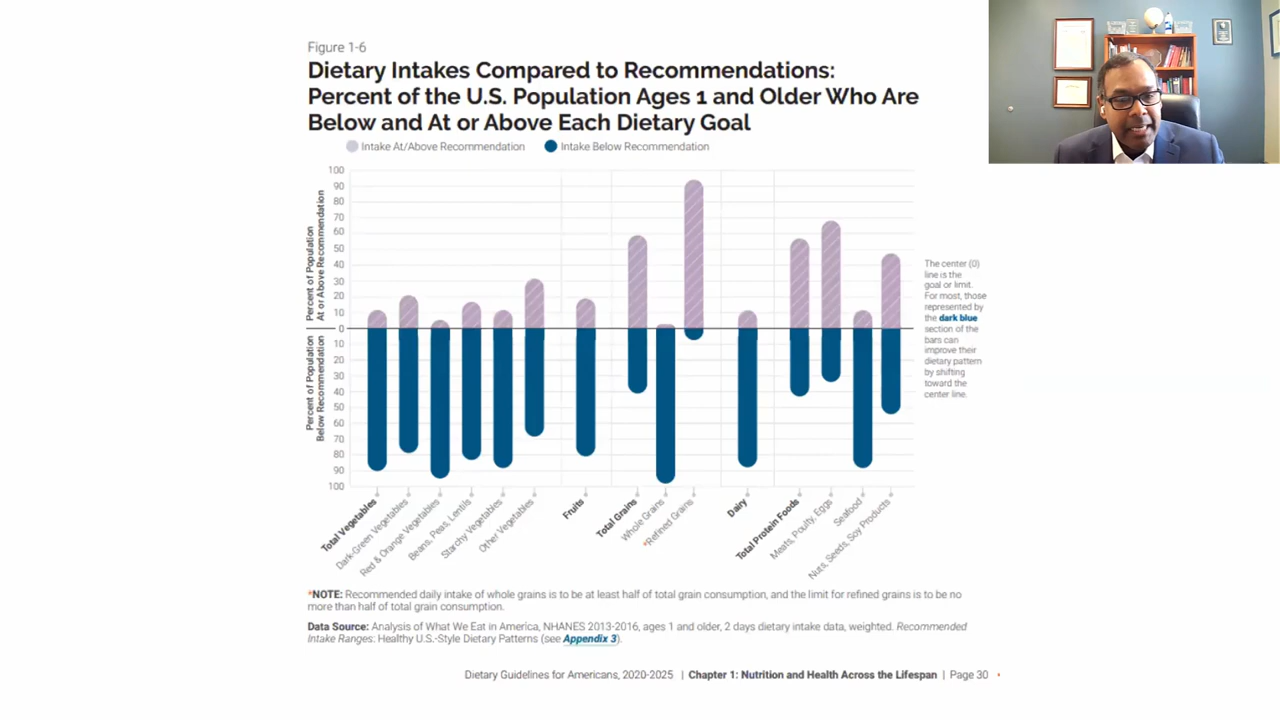 Figure 1-6
Dietary Intakes Compared to Recommendations:
Percent of the U.S. Population Ages 1 and Older Who Are
Below and At or Above Each Dietary Goal
Intake At/Above Recommendation
Intake Below Recommendation
Percent of Population
At or Above Recommendation
100
90
80
70
60
50
40
30
20
10
0
Percent of Population
Below Recommendation
10
20
30
40
50
60
70
80
90
100
The center (0)
line is the
goal or limit.
For most, those
represented by
the dark blue
section of the
bars can
improve their
dietary pattern
by shifting
toward the
center line.
Total Vegetables
Dark-Green Vegetables
Red & Orange Vegetables
Beans, Peas, Lentils
Starchy Vegetables
Other Vegetables
Fruits
Total Grains
Whole Grains
*Refined Grains
Dairy
Total Protein Foods
Meats, Poultry, Eggs
Seafood
Nuts, Seeds, Soy Products
*NOTE: Recommended daily intake of whole grains is to be at least half of total grain consumption, and the limit for refined grains is to be no
more than half of total grain consumption.
Data Source: Analysis of What We Eat in America, NHANES 2013-2016, ages 1 and older, 2 days dietary intake data, weighted. Recommended
Intake Ranges: Healthy U.S.-Style Dietary Patterns (see Appendix 3).
Dietary Guidelines for Americans, 2020-2025 | Chapter 1: Nutrition and Health Across the Lifespan | Page 30